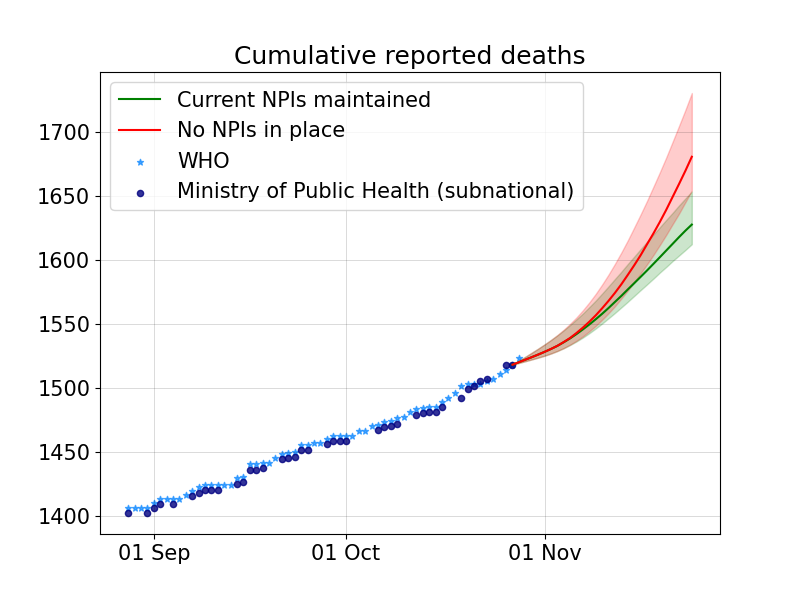 Cumulative reported deaths
Current NPIs maintained
No NPIs in place
WHO
Ministry of Public Health (subnational)
1700
1650
1600
1550
1500
1450
1400
01 Sep
01 Oct
01 Nov